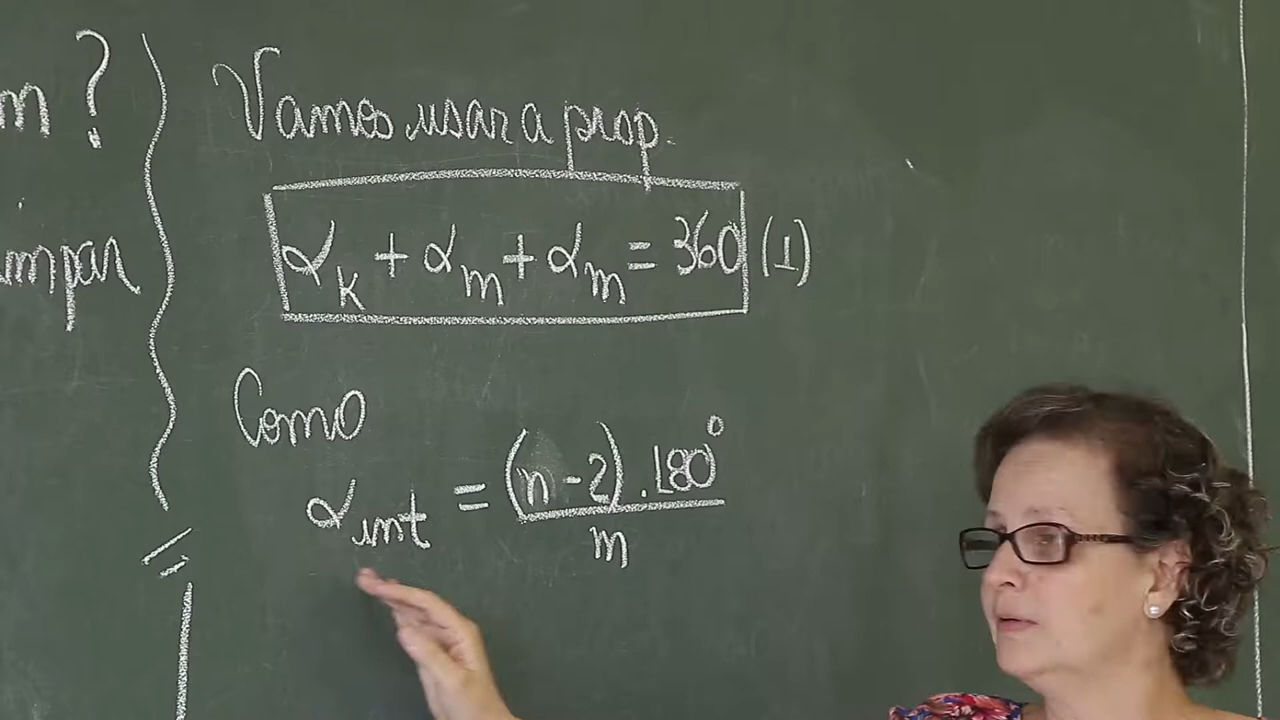 m ?
ímpar
Vamos usar a prop.
α_k + α_m + α_m = 360 (1)
Como
α_int = (n-2).180° / n